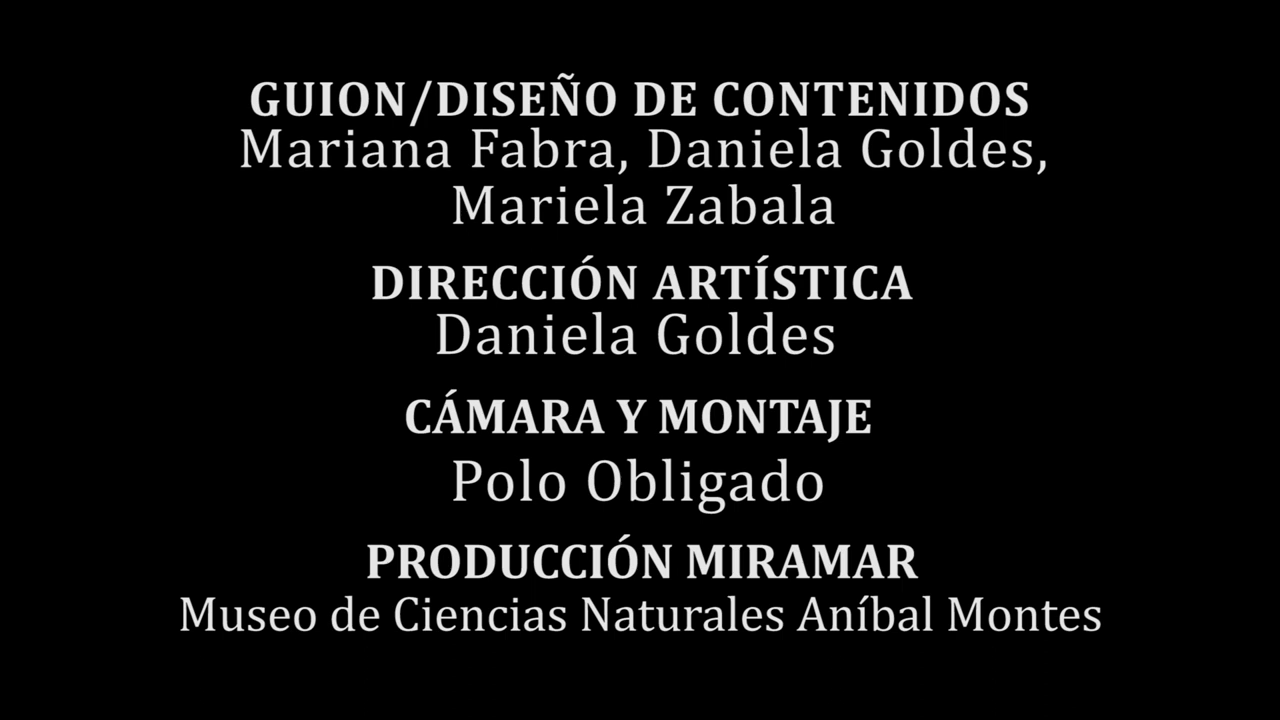 GUION/DISEÑO DE CONTENIDOS
Mariana Fabra, Daniela Goldes,
Mariela Zabala
DIRECCIÓN ARTÍSTICA
Daniela Goldes
CÁMARA Y MONTAJE
Polo Obligado
PRODUCCIÓN MIRAMAR
Museo de Ciencias Naturales Aníbal Montes